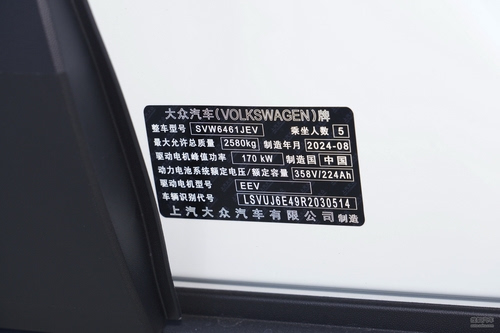 大众汽车(VOLKSWAGEN)牌
整车型号 SVW6461JEV 乘坐人数 5
最大允许总质量 2580kg 制造年月 2024-08
驱动电机峰值功率 170 kW 制造国 中国
动力电池系统额定电压/额定容量 358V/224Ah
驱动电机型号 EEV
车辆识别代号 LSVUJ6E49R2030514
上汽大众汽车有限公司 制造